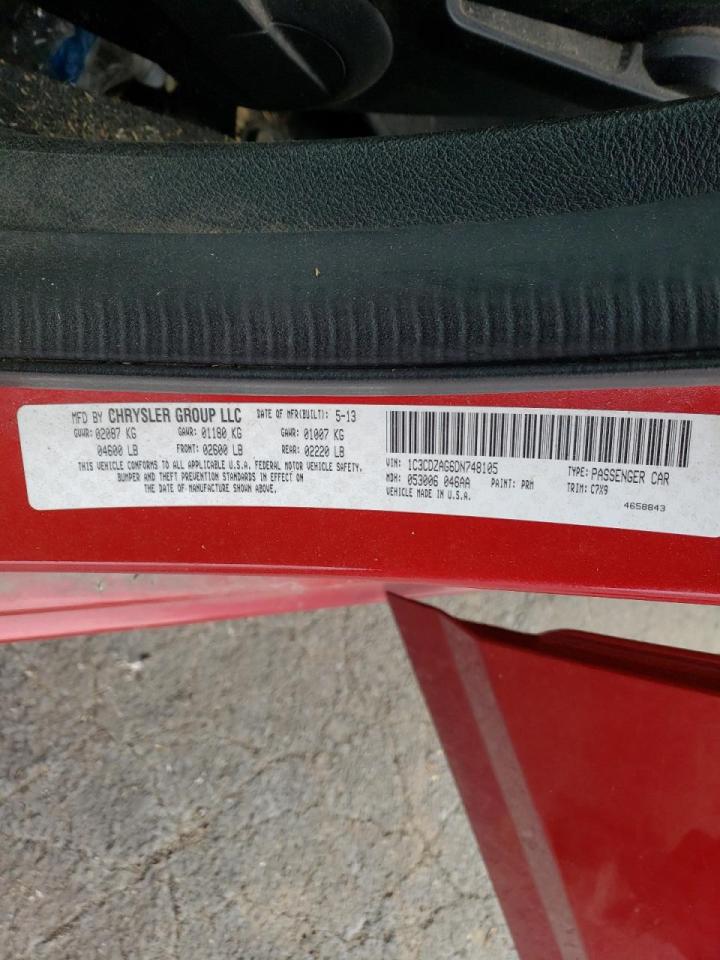 MFD BY CHRYSLER GROUP LLC DATE OF MFR(BUILT): 5-13
GVWR: 02087 KG GAWR: 01180 KG GAWR: 01007 KG
04600 LB FRONT: 02600 LB REAR: 02220 LB
THIS VEHICLE CONFORMS TO ALL APPLICABLE U.S.A. FEDERAL MOTOR VEHICLE SAFETY,
BUMPER AND THEFT PREVENTION STANDARDS IN EFFECT ON
THE DATE OF MANUFACTURE SHOWN ABOVE.
VIN: 1C3CDZAG6DN748105 TYPE: PASSENGER CAR
MDH: 053006 046AA PAINT: PRM TRIM: C7X9
VEHICLE MADE IN U.S.A. 4658843